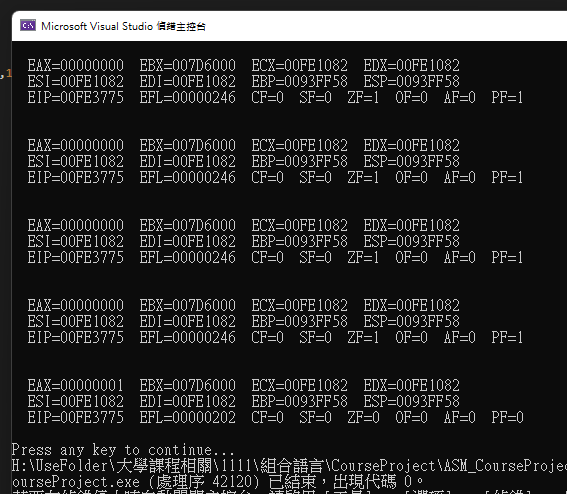 Microsoft Visual Studio 偵錯主控台
,1
EAX=00000000 EBX=007D6000 ECX=00FE1082 EDX=00FE1082
ESI=00FE1082 EDI=00FE1082 EBP=0093FF58 ESP=0093FF58
EIP=00FE3775 EFL=00000246 CF=0 SF=0 ZF=1 OF=0 AF=0 PF=1
EAX=00000000 EBX=007D6000 ECX=00FE1082 EDX=00FE1082
ESI=00FE1082 EDI=00FE1082 EBP=0093FF58 ESP=0093FF58
EIP=00FE3775 EFL=00000246 CF=0 SF=0 ZF=1 OF=0 AF=0 PF=1
EAX=00000000 EBX=007D6000 ECX=00FE1082 EDX=00FE1082
ESI=00FE1082 EDI=00FE1082 EBP=0093FF58 ESP=0093FF58
EIP=00FE3775 EFL=00000246 CF=0 SF=0 ZF=1 OF=0 AF=0 PF=1
EAX=00000000 EBX=007D6000 ECX=00FE1082 EDX=00FE1082
ESI=00FE1082 EDI=00FE1082 EBP=0093FF58 ESP=0093FF58
EIP=00FE3775 EFL=00000246 CF=0 SF=0 ZF=1 OF=0 AF=0 PF=1
EAX=00000001 EBX=007D6000 ECX=00FE1082 EDX=00FE1082
ESI=00FE1082 EDI=00FE1082 EBP=0093FF58 ESP=0093FF58
EIP=00FE3775 EFL=00000202 CF=0 SF=0 ZF=0 OF=0 AF=0 PF=0
Press any key to continue...
H:\UseFolder\大學課程相關\1111\組合語言\CourseProject\ASM_CourseProjec
ourseProject.exe (處理序 42120) 已結束，出現代碼 0。